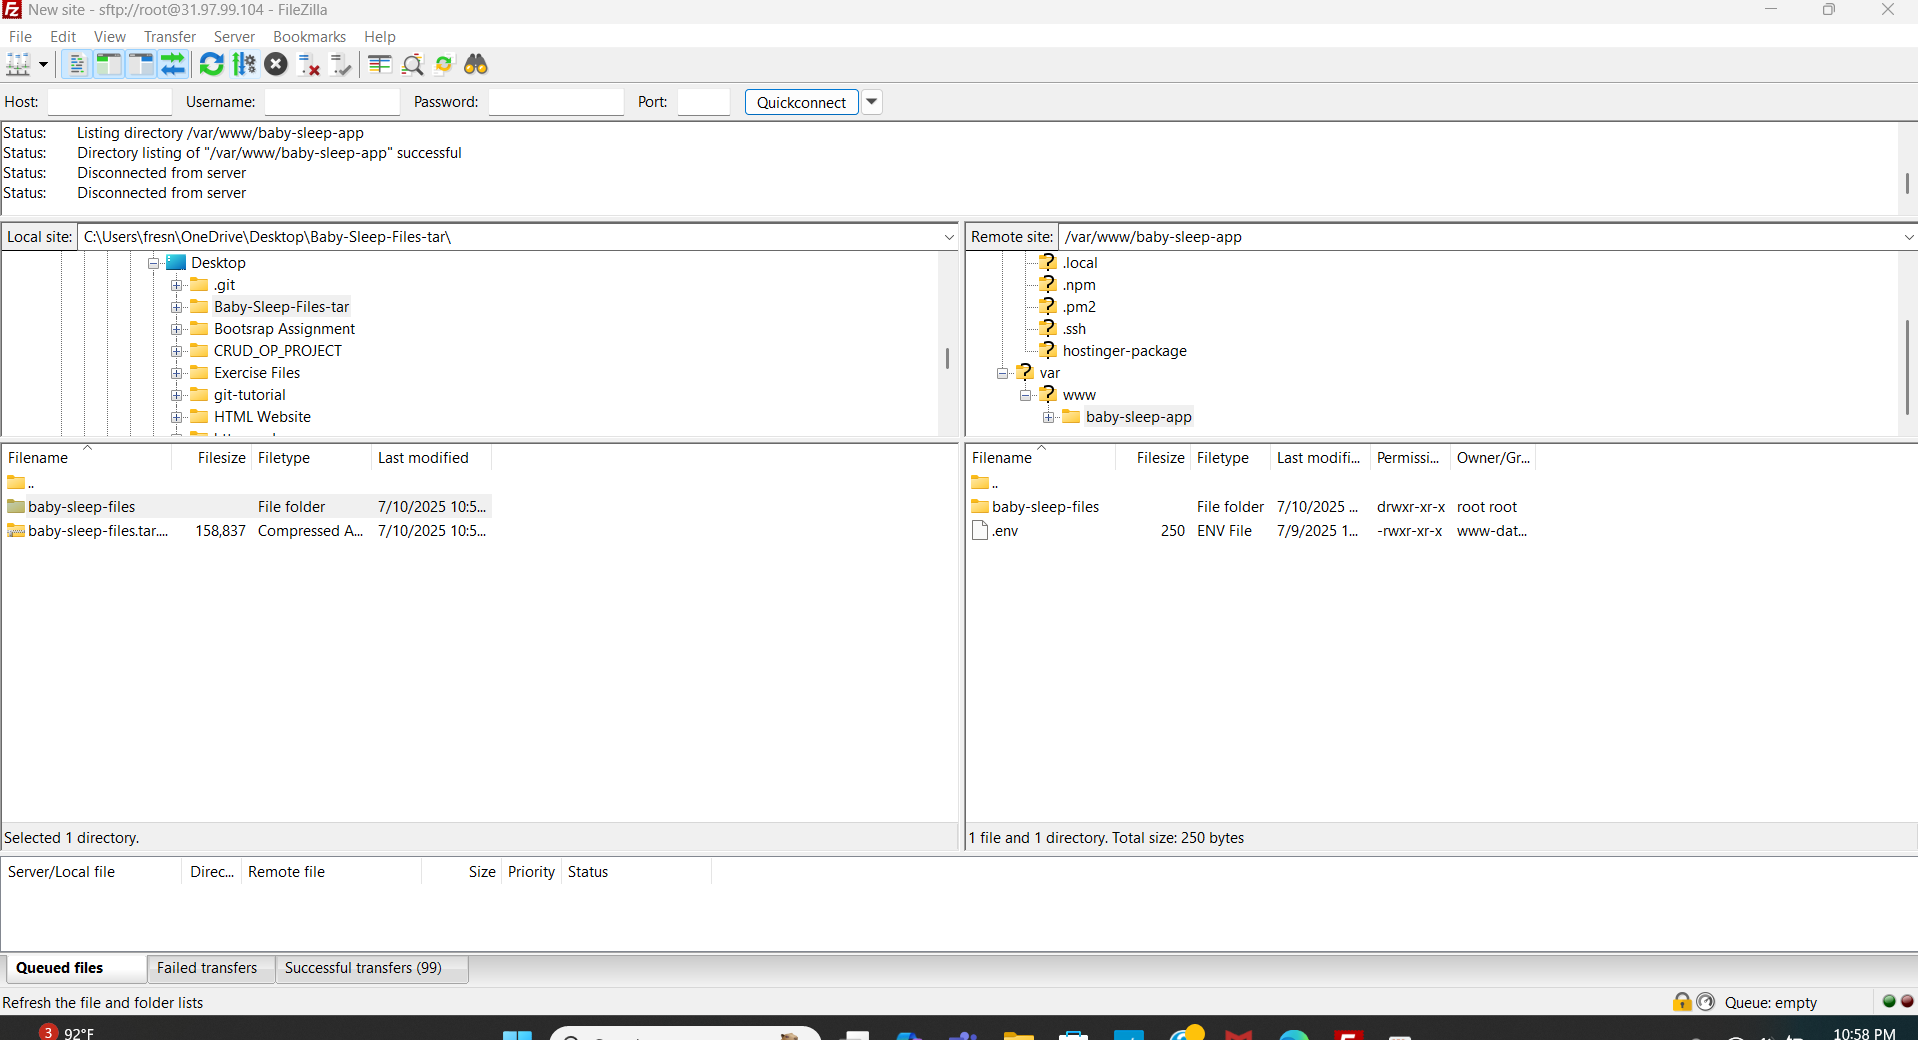 New site - sftp://root@31.97.99.104 - FileZilla
File Edit View Transfer Server Bookmarks Help
Host: Username: Password: Port: Quickconnect
Status: Listing directory /var/www/baby-sleep-app
Status: Directory listing of "/var/www/baby-sleep-app" successful
Status: Disconnected from server
Status: Disconnected from server
Local site: C:\Users\fresn\OneDrive\Desktop\Baby-Sleep-Files-tar\
Desktop
.git
Baby-Sleep-Files-tar
Bootsrap Assignment
CRUD_OP_PROJECT
Exercise Files
git-tutorial
HTML Website
Filename Filesize Filetype Last modified
..
baby-sleep-files File folder 7/10/2025 10:5...
baby-sleep-files.tar.... 158,837 Compressed A... 7/10/2025 10:5...
Selected 1 directory.
Remote site: /var/www/baby-sleep-app
.local
.npm
.pm2
.ssh
hostinger-package
var
www
baby-sleep-app
Filename Filesize Filetype Last modifi... Permissi... Owner/Gr...
..
baby-sleep-files File folder 7/10/2025 ... drwxr-xr-x root root
.env 250 ENV File 7/9/2025 1... -rwxr-xr-x www-dat...
1 file and 1 directory. Total size: 250 bytes
Server/Local file Direc... Remote file Size Priority Status
Queued files Failed transfers Successful transfers (99)
Refresh the file and folder lists Queue: empty
3 92°F 10:58 PM